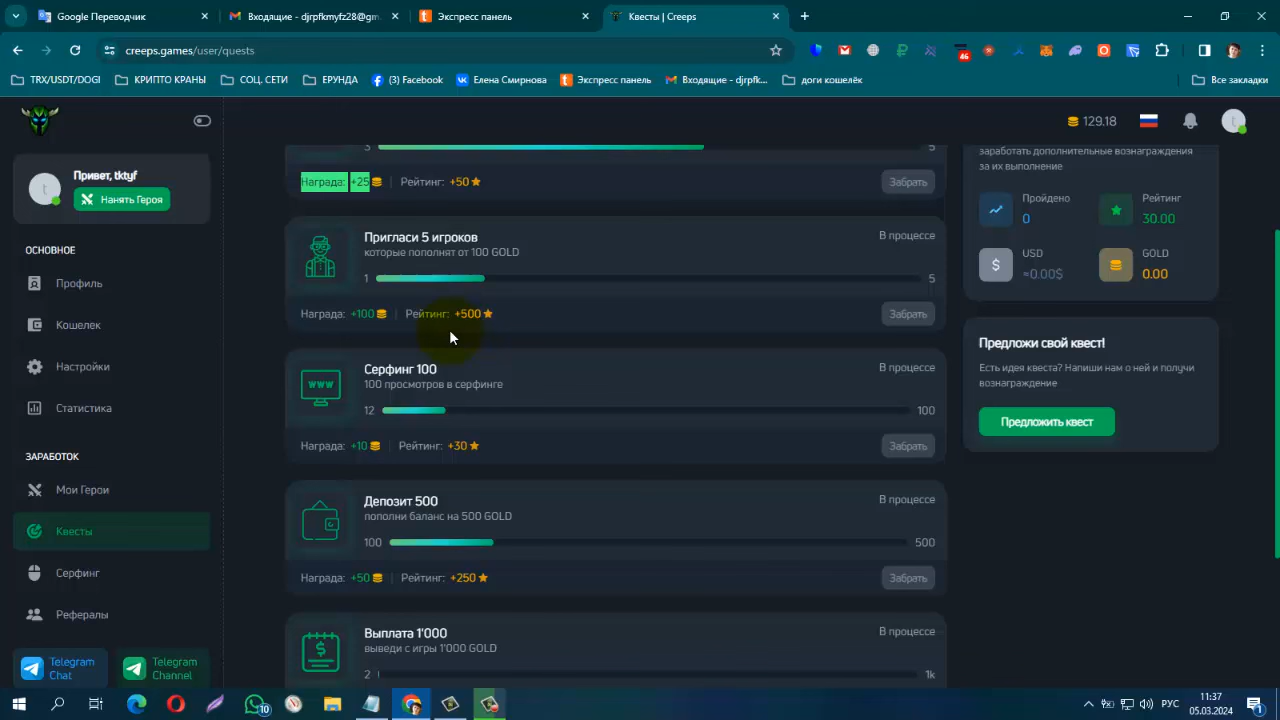 Google Переводчик
Входящие - djrpfkmyfz28@gm
Экспресс панель
Квесты | Creeps
creeps.games/user/quests
46
TRX/USDT/DOGI
КРИПТО КРАНЫ
СОЦ. СЕТИ
ЕРУНДА
(3) Facebook
Елена Смирнова
Экспресс панель
Входящие - djrpfk...
доги кошелёк
Все закладки
129.18
t
t
Привет, tktyf
Нанять Героя
ОСНОВНОЕ
Профиль
Кошелек
Настройки
Статистика
ЗАРАБОТОК
Мои Герои
Квесты
Серфинг
Рефералы
Telegram
Chat
Telegram
Channel
3
5
Награда: +25
Рейтинг: +50
Забрать
Пригласи 5 игроков
В процессе
которые пополнят от 100 GOLD
1
5
Награда: +100
Рейтинг: +500
Забрать
WWW
Серфинг 100
В процессе
100 просмотров в серфинге
12
100
Награда: +10
Рейтинг: +30
Забрать
Депозит 500
В процессе
пополни баланс на 500 GOLD
100
500
Награда: +50
Рейтинг: +250
Забрать
$
Выплата 1'000
В процессе
выведи с игры 1'000 GOLD
2
1k
заработать дополнительные вознаграждения
за их выполнение
Пройдено
0
Рейтинг
30.00
$
USD
≈0.00$
GOLD
0.00
Предложи свой квест!
Есть идея квеста? Напиши нам о ней и получи
вознаграждение
Предложить квест
10
РУС
11:37
05.03.2024
1